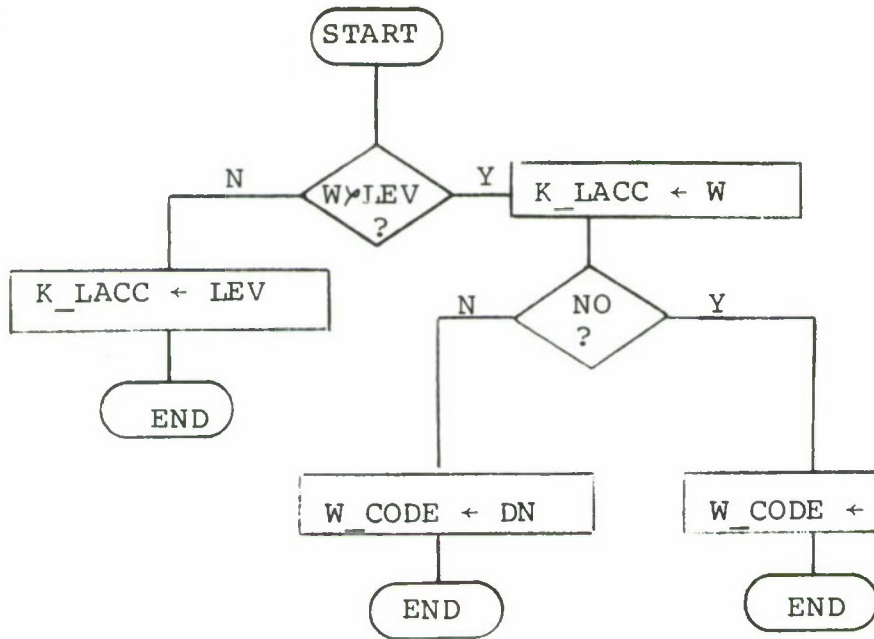 START
N
W⊁LEV
?
Y
K_LACC ← W
K_LACC ← LEV
N
NO
?
Y
END
W_CODE ← DN
W_CODE ←
END
END